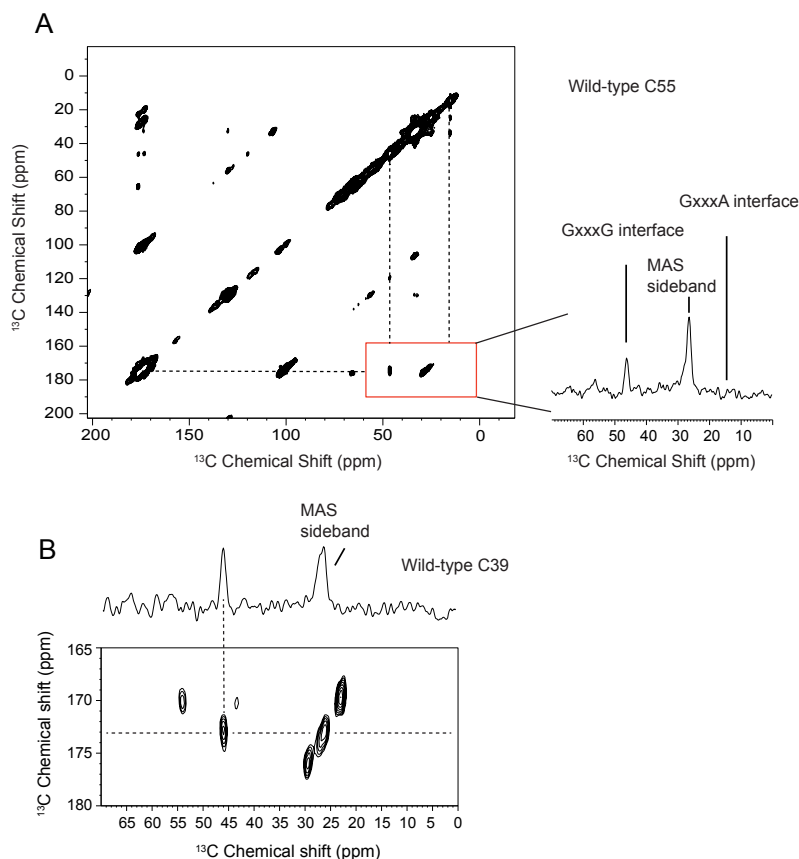 A
Wild-type C55
¹³C Chemical Shift (ppm)
0
20
40
60
80
100
120
140
160
180
200
200
150
100
50
0
¹³C Chemical Shift (ppm)
GxxxA interface
GxxxG interface
MAS
sideband
60
50
40
30
20
10
¹³C Chemical Shift (ppm)
B
MAS
sideband
Wild-type C39
¹³C Chemical shift (ppm)
165
170
175
180
65
60
55
50
45
40
35
30
25
20
15
10
5
0
¹³C Chemical shift (ppm)